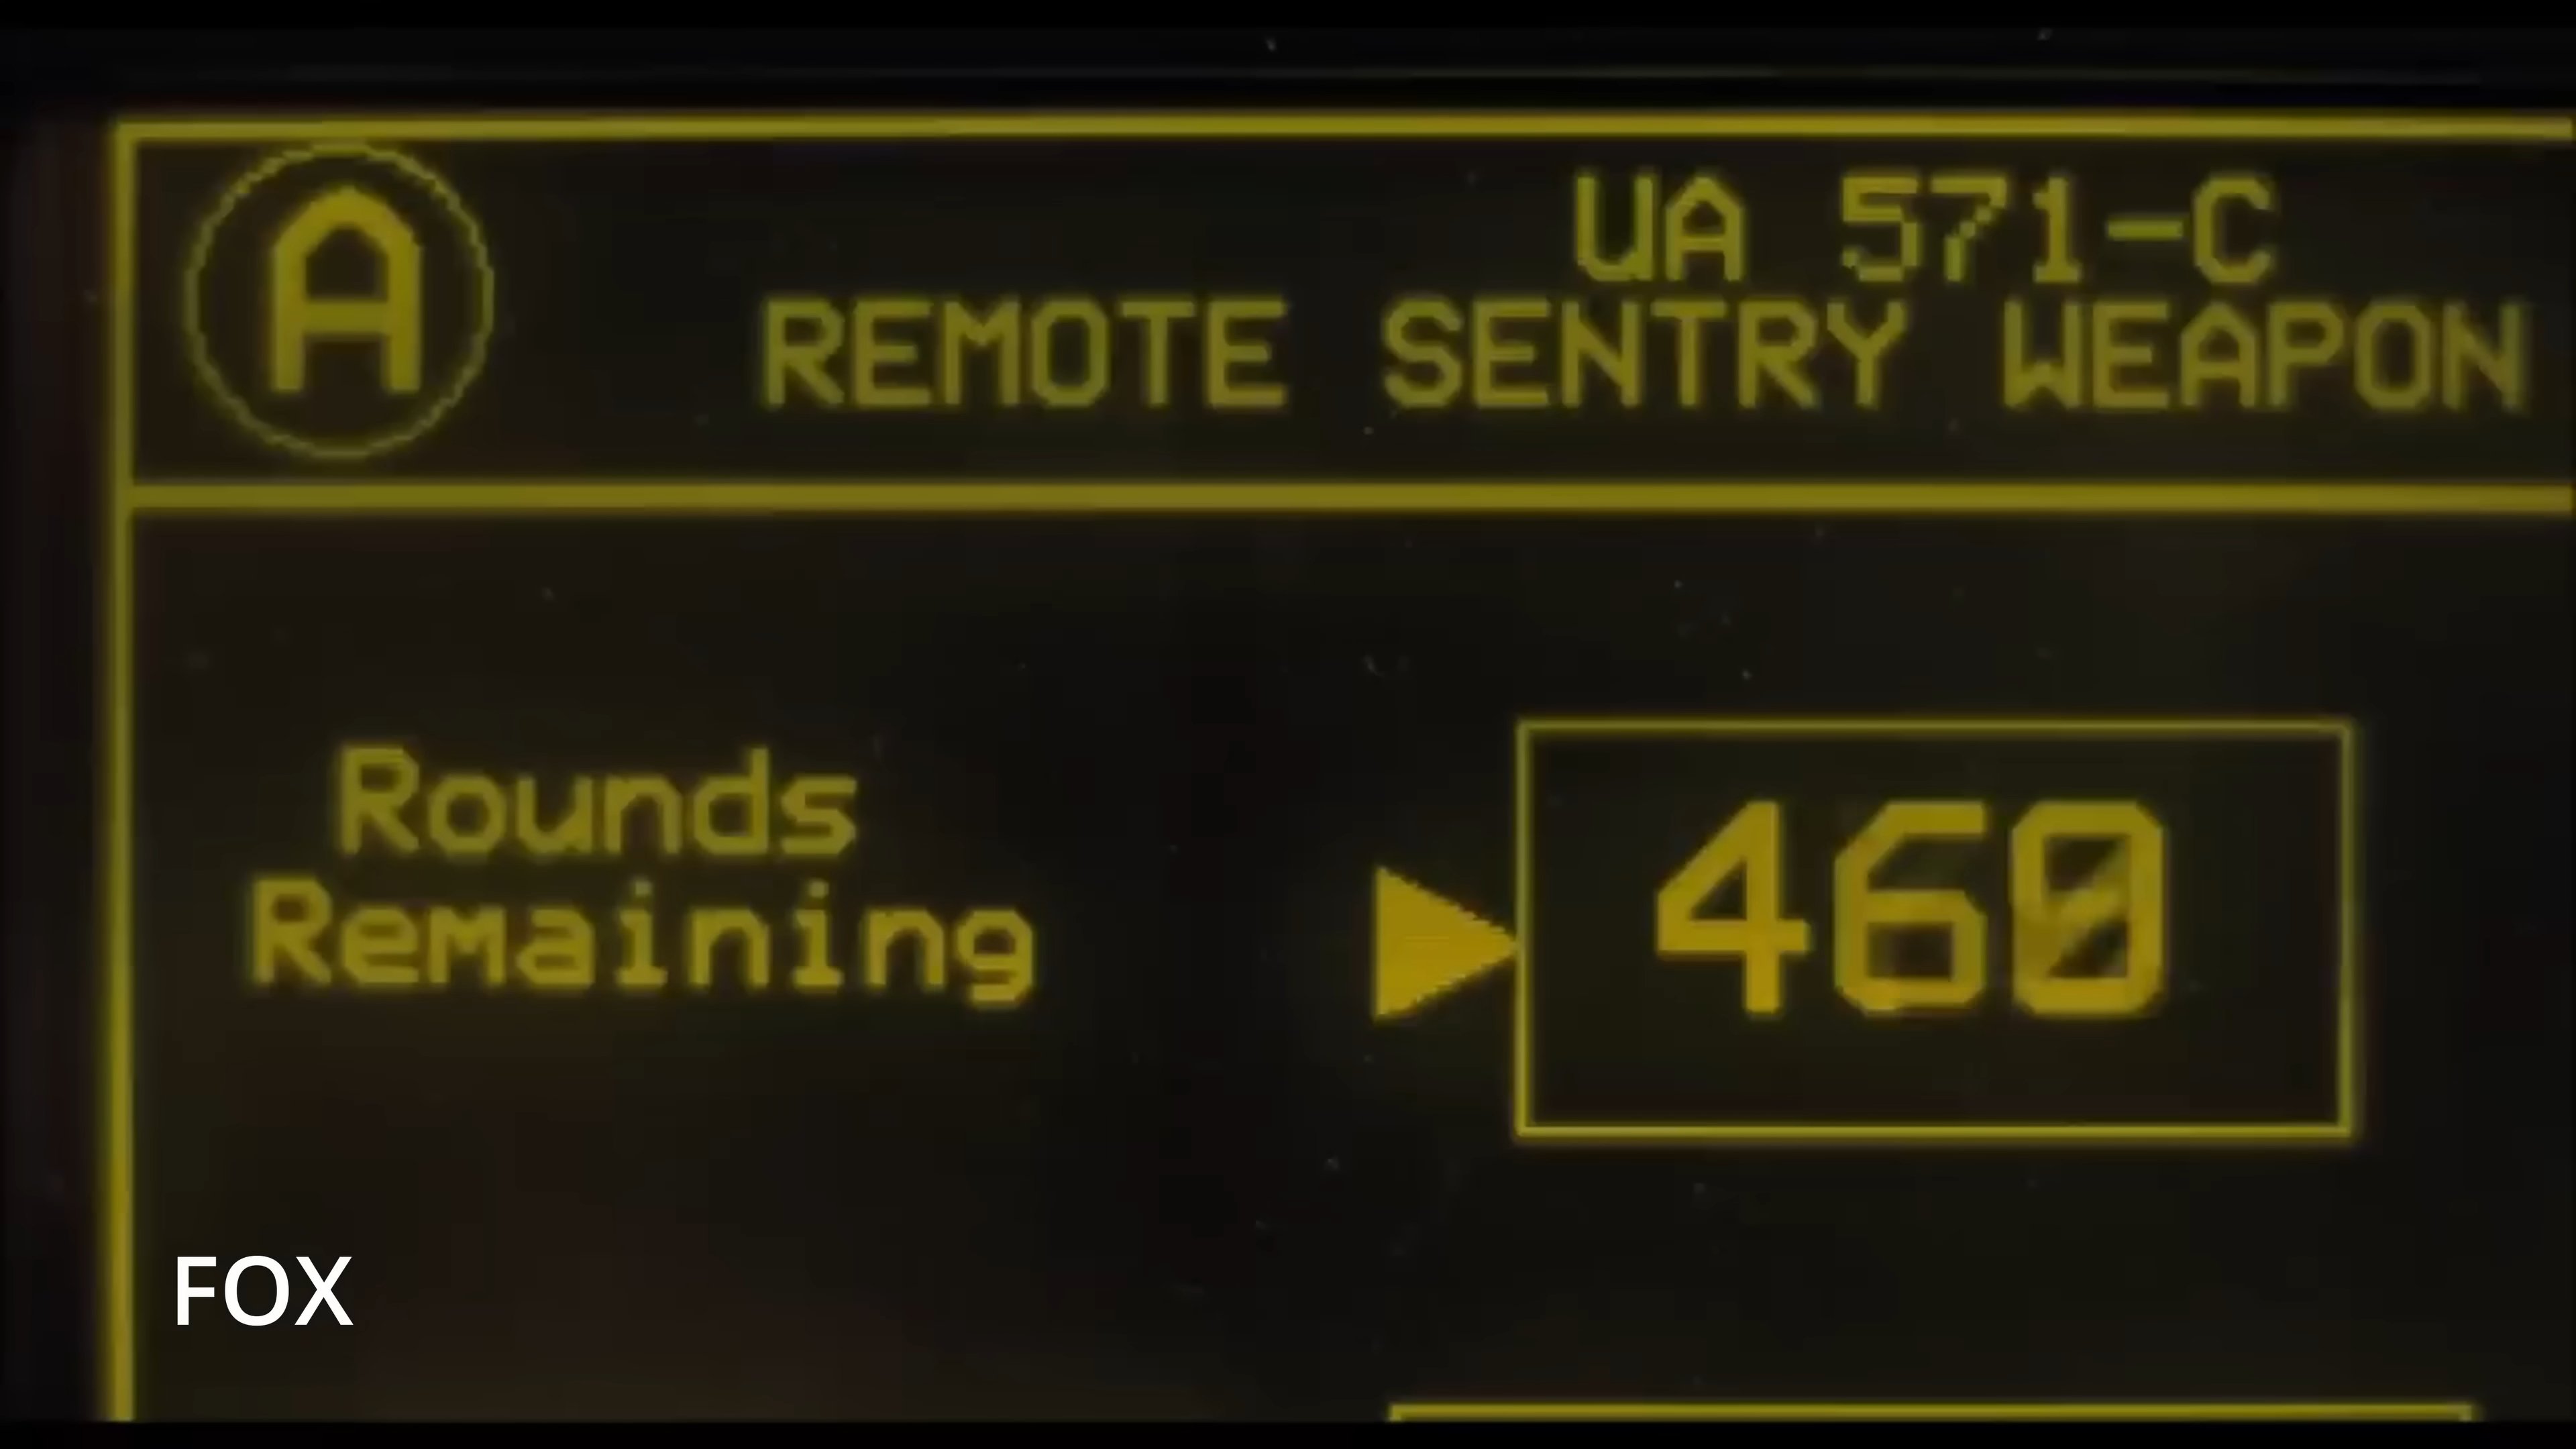 A
UA 571-C
REMOTE SENTRY WEAPON
Rounds
Remaining
460
FOX